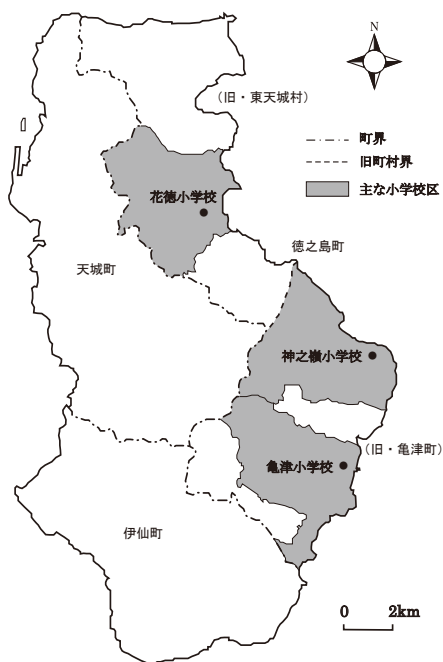 N
(旧・東天城村)
町界
旧町村界
主な小学校区
花徳小学校
徳之島町
天城町
神之嶺小学校
(旧・亀津町)
亀津小学校
伊仙町
0 2km